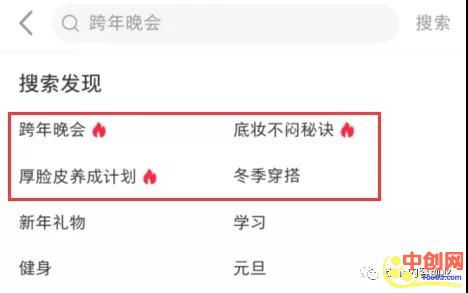 跨年晚会 搜索
搜索发现
跨年晚会 底妆不闷秘诀
厚脸皮养成计划 冬季穿搭
新年礼物 学习
健身 元旦
中创网